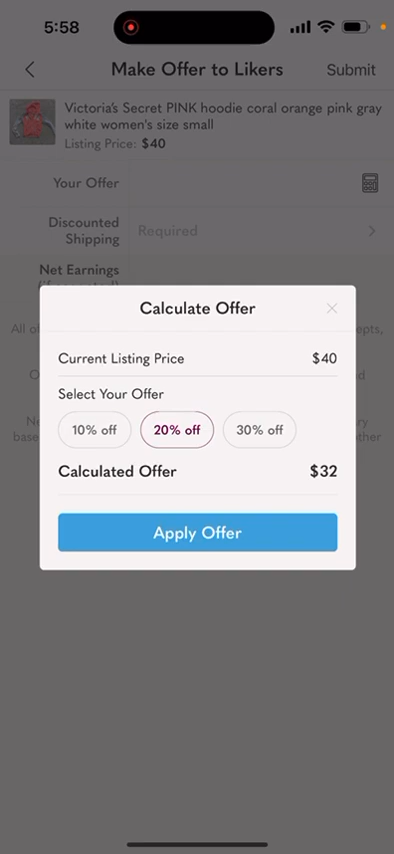 5:58
Make Offer to Likers
Submit
Victoria's Secret PINK hoodie coral orange pink gray
white women's size small
Listing Price: $40
Your Offer
Discounted
Shipping
Required
Net Earnings
Calculate Offer
Current Listing Price
$40
Select Your Offer
10% off
20% off
30% off
Calculated Offer
$32
Apply Offer